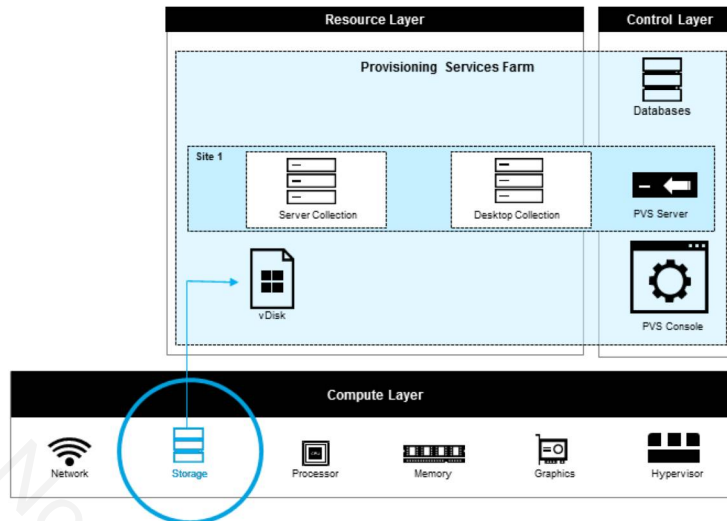 Resource Layer
Control Layer
Provisioning Services Farm
Databases
Site 1
Server Collection
Desktop Collection
PVS Server
vDisk
PVS Console
Compute Layer
Network
Storage
Processor
Memory
Graphics
Hypervisor